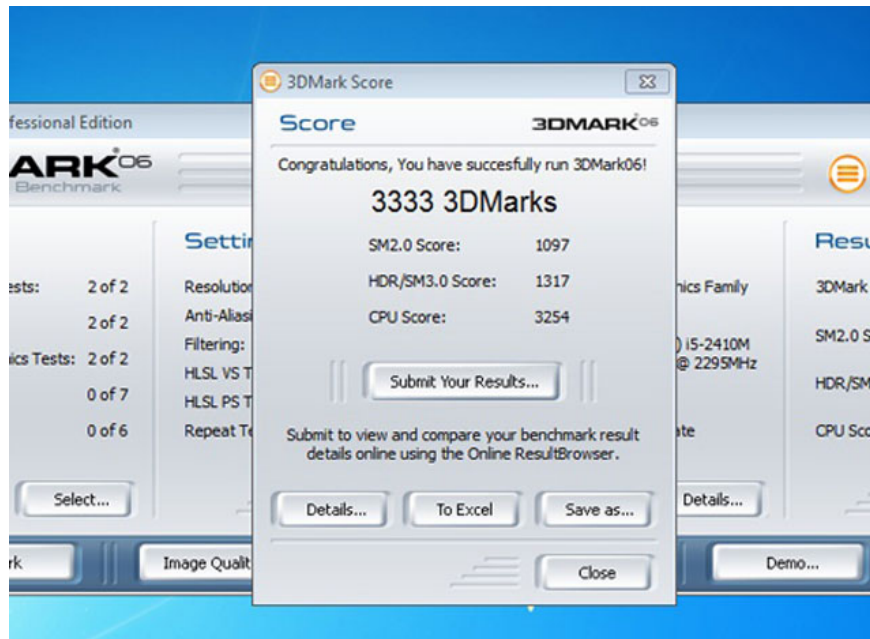 3DMark Score
fessional Edition
Score
3DMARK06
ARK06
Benchmark
Congratulations, You have succesfully run 3DMark06!
3333 3DMarks
SM2.0 Score: 1097
HDR/SM3.0 Score: 1317
CPU Score: 3254
Submit Your Results...
Submit to view and compare your benchmark result
details online using the Online ResultBrowser.
Details...
To Excel
Save as...
Close
ests: 2 of 2
2 of 2
ics Tests: 2 of 2
0 of 7
0 of 6
Select...
rk
Settin
Resolution
Anti-Aliasi
Filtering:
HLSL VS T
HLSL PS T
Repeat Te
Image Qualit
nics Family
) i5-2410M
@ 2295MHz
ate
Details...
Demo...
Resu
3DMark
SM2.0 S
HDR/SM
CPU Sco